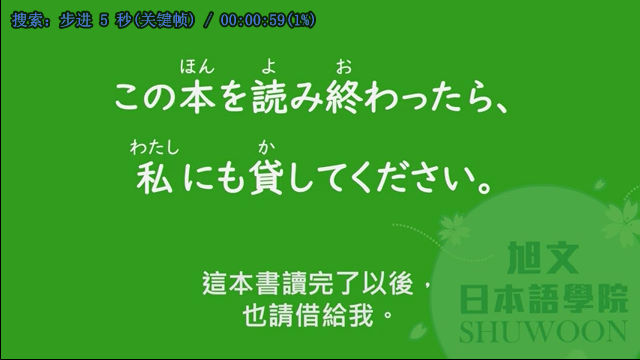 搜索: 步进 5 秒(关键帧) / 00:00:59(1%)
ほん よ お
この本を読み終わったら、
わたし か
私にも貸してください。
這本書讀完了以後，
也請借給我。
旭文
日本語學院
SHUWOON